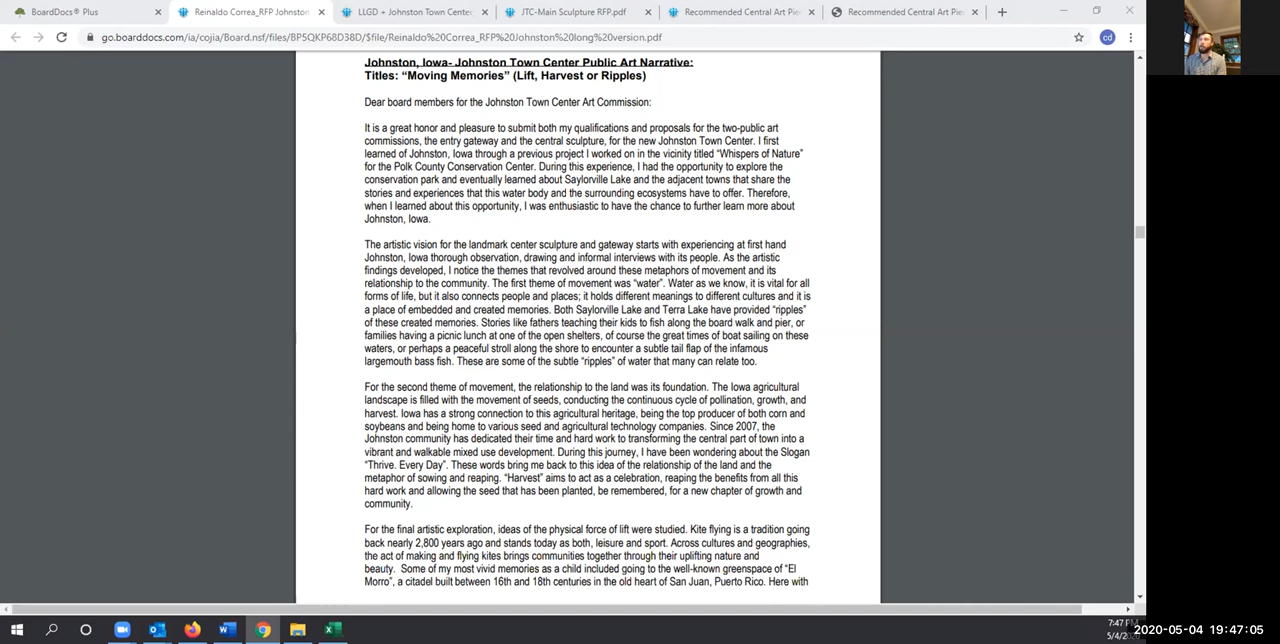 BoardDocs® Plus
Reinaldo Correa_RFP Johnston
LLGD + Johnston Town Cente
JTC-Main Sculpture RFP.pdf
Recommended Central Art Pie
Recommended Central Art Pie
go.boarddocs.com/ia/cojia/Board.nsf/files/BP5QKP68D38D/$file/Reinaldo%20Correa_RFP%20Johnston%20long%20version.pdf
cd
Johnston, Iowa- Johnston Town Center Public Art Narrative:
Titles: “Moving Memories” (Lift, Harvest or Ripples)
Dear board members for the Johnston Town Center Art Commission:
It is a great honor and pleasure to submit both my qualifications and proposals for the two-public art
commissions, the entry gateway and the central sculpture, for the new Johnston Town Center. I first
learned of Johnston, Iowa through a previous project I worked on in the vicinity titled “Whispers of Nature”
for the Polk County Conservation Center. During this experience, I had the opportunity to explore the
conservation park and eventually learned about Saylorville Lake and the adjacent towns that share the
stories and experiences that this water body and the surrounding ecosystems have to offer. Therefore,
when I learned about this opportunity, I was enthusiastic to have the chance to further learn more about
Johnston, Iowa.
The artistic vision for the landmark center sculpture and gateway starts with experiencing at first hand
Johnston, Iowa thorough observation, drawing and informal interviews with its people. As the artistic
findings developed, I notice the themes that revolved around these metaphors of movement and its
relationship to the community. The first theme of movement was “water”. Water as we know, it is vital for all
forms of life, but it also connects people and places; it holds different meanings to different cultures and it is
a place of embedded and created memories. Both Saylorville Lake and Terra Lake have provided “ripples”
of these created memories. Stories like fathers teaching their kids to fish along the board walk and pier, or
families having a picnic lunch at one of the open shelters, of course the great times of boat sailing on these
waters, or perhaps a peaceful stroll along the shore to encounter a subtle tail flap of the infamous
largemouth bass fish. These are some of the subtle “ripples” of water that many can relate too.
For the second theme of movement, the relationship to the land was its foundation. The Iowa agricultural
landscape is filled with the movement of seeds, conducting the continuous cycle of pollination, growth, and
harvest. Iowa has a strong connection to this agricultural heritage, being the top producer of both corn and
soybeans and being home to various seed and agricultural technology companies. Since 2007, the
Johnston community has dedicated their time and hard work to transforming the central part of town into a
vibrant and walkable mixed use development. During this journey, I have been wondering about the Slogan
“Thrive. Every Day”. These words bring me back to this idea of the relationship of the land and the
metaphor of sowing and reaping. “Harvest” aims to act as a celebration, reaping the benefits from all this
hard work and allowing the seed that has been planted, be remembered, for a new chapter of growth and
community.
For the final artistic exploration, ideas of the physical force of lift were studied. Kite flying is a tradition going
back nearly 2,800 years ago and stands today as both, leisure and sport. Across cultures and geographies,
the act of making and flying kites brings communities together through their uplifting nature and
beauty. Some of my most vivid memories as a child included going to the well-known greenspace of “El
Morro”, a citadel built between 16th and 18th centuries in the old heart of San Juan, Puerto Rico. Here with
7:47 PM
5/4/2020
2020-05-04 19:47:05